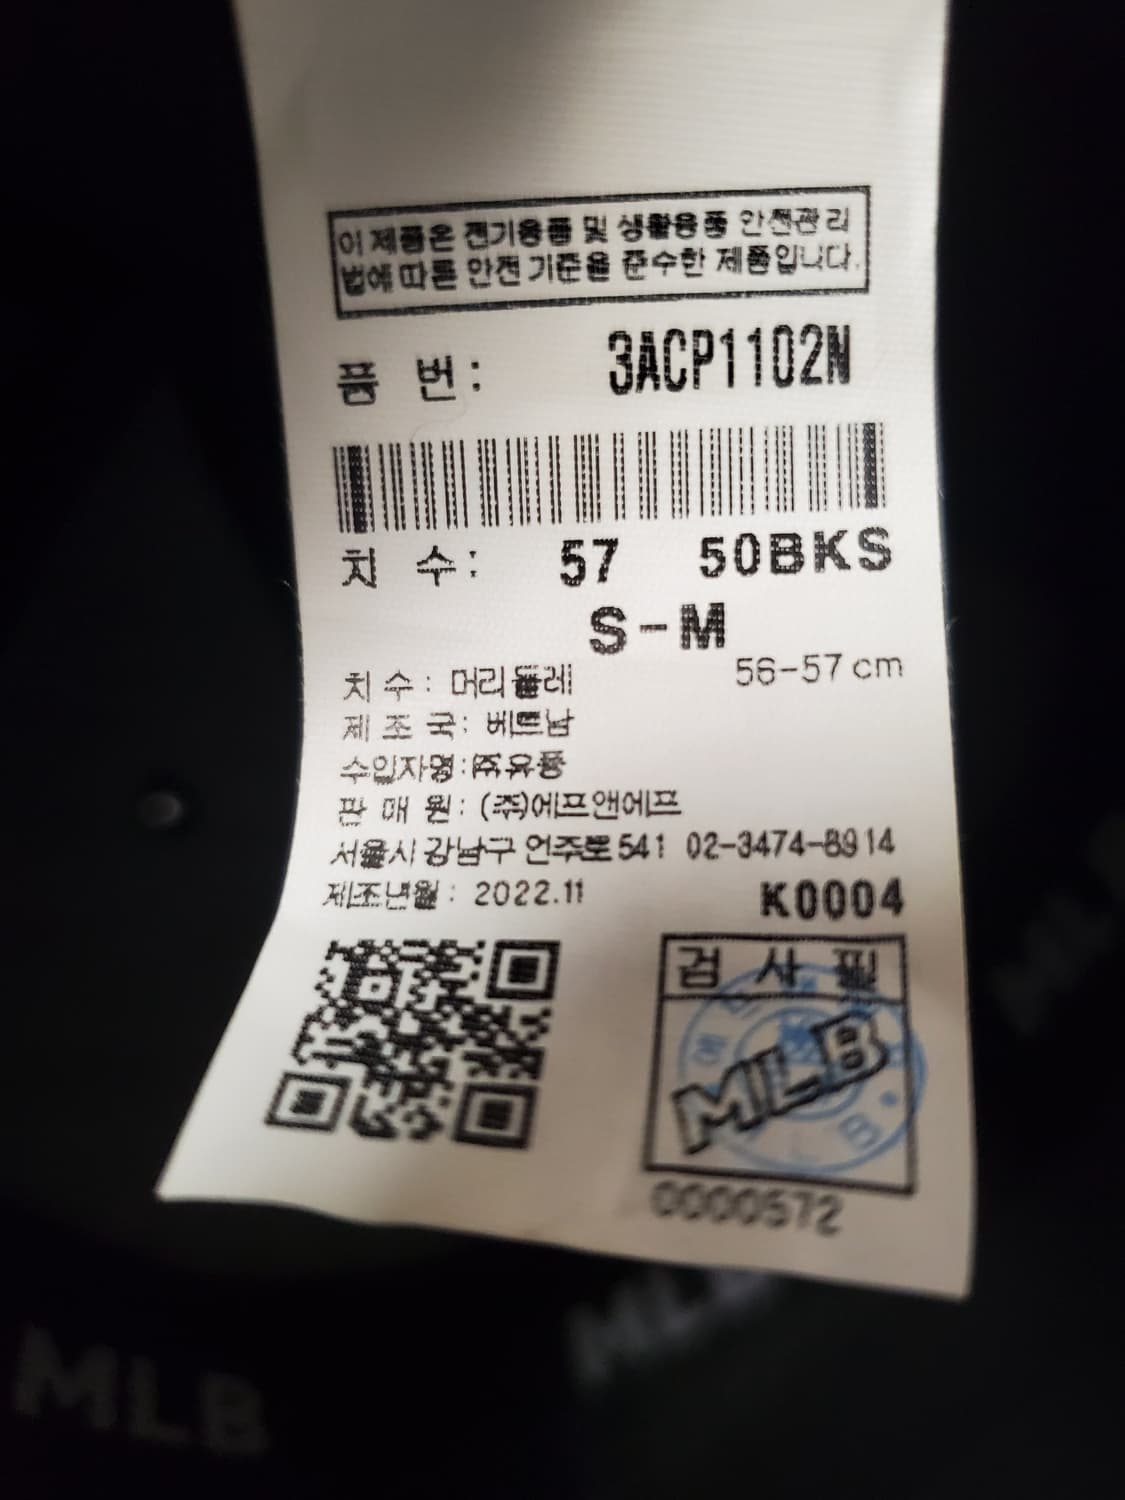 이 제품은 전기용품 및 생활용품 안전관리
법에 따른 안전 기준을 준수한 제품입니다.
품 번: 3ACP1102N
치 수: 57 50BKS
S-M
56-57 cm
치 수: 머리둘레
제 조 국: 베트남
수입자명:㈜유풍
판 매 원: (주)에프앤에프
서울시 강남구 언주로 541 02-3474-8914
제조년월: 2022.11
K0004
검 사 필
MLB
0000572
MLB
MLB